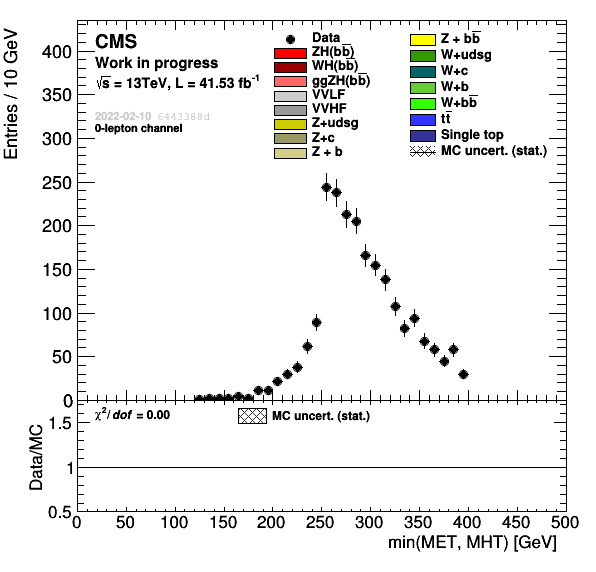 CMS
Work in progress
√s = 13TeV, L = 41.53 fb⁻¹
2022-02-10 6443388d
0-lepton channel
Data
ZH(bb̅)
WH(bb̅)
ggZH(bb̅)
VVLF
VVHF
Z+udsg
Z+c
Z + b
Z + bb̅
W+udsg
W+c
W+b
W+bb̅
tt̅
Single top
MC uncert. (stat.)
Entries / 10 GeV
400
350
300
250
200
150
100
50
0
χ²/dof = 0.00
MC uncert. (stat.)
Data/MC
1.5
1
0.5
0 50 100 150 200 250 300 350 400 450 500
min(MET, MHT) [GeV]